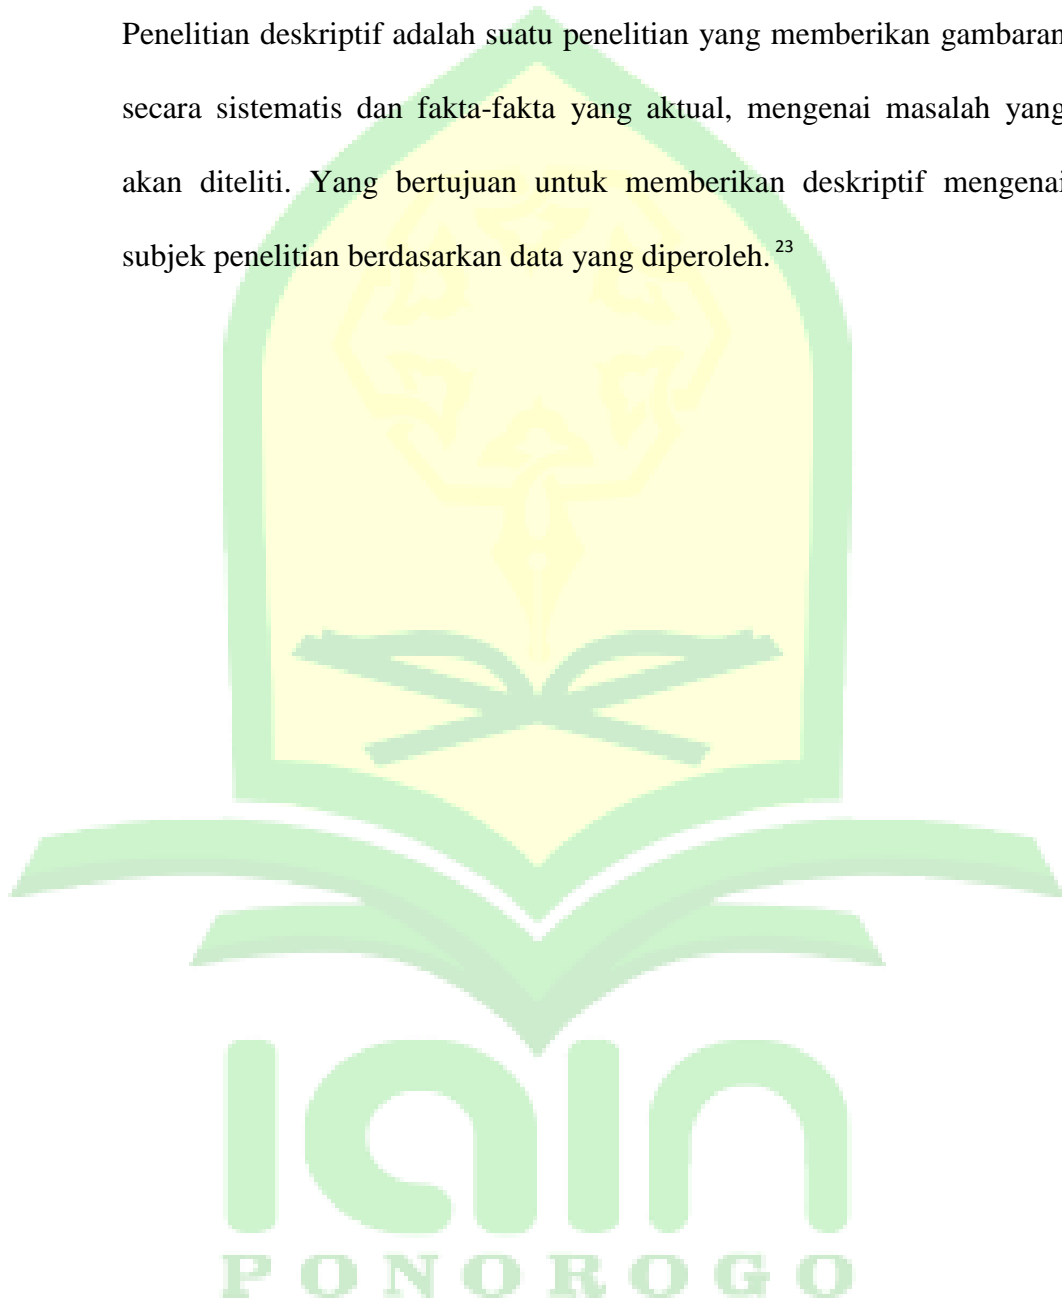 Penelitian deskriptif adalah suatu penelitian yang memberikan gambaran
secara sistematis dan fakta-fakta yang aktual, mengenai masalah yang
akan diteliti. Yang bertujuan untuk memberikan deskriptif mengenai
subjek penelitian berdasarkan data yang diperoleh. 23
iain
PONOROGO